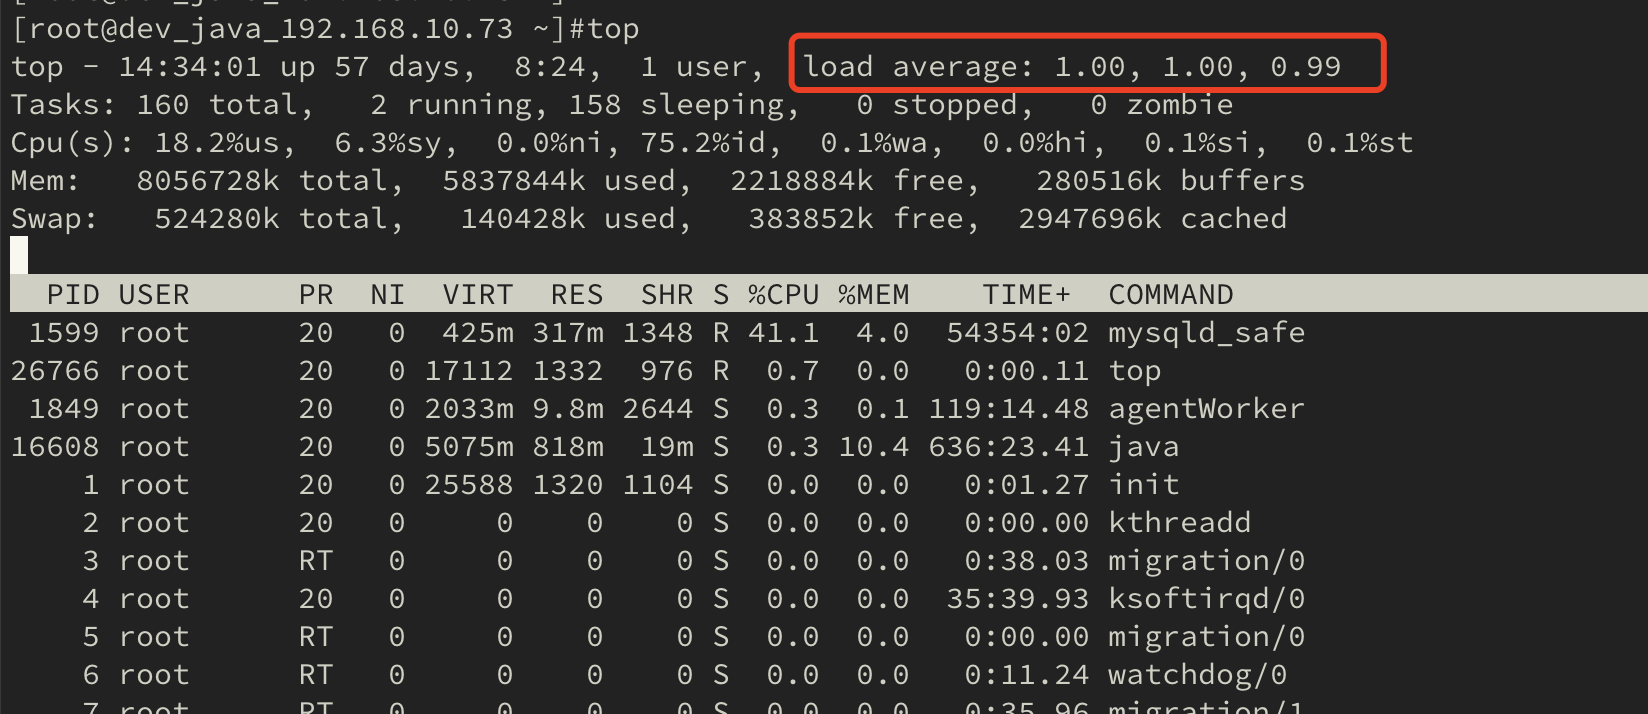 [root@dev_java_192.168.10.73 ~]#top
top - 14:34:01 up 57 days,  8:24,  1 user,  load average: 1.00, 1.00, 0.99
Tasks: 160 total,   2 running, 158 sleeping,   0 stopped,   0 zombie
Cpu(s): 18.2%us,  6.3%sy,  0.0%ni, 75.2%id,  0.1%wa,  0.0%hi,  0.1%si,  0.1%st
Mem:   8056728k total,  5837844k used,  2218884k free,   280516k buffers
Swap:   524280k total,   140428k used,   383852k free,  2947696k cached
  PID USER      PR  NI  VIRT  RES  SHR S %CPU %MEM    TIME+  COMMAND
 1599 root      20   0  425m 317m 1348 R 41.1  4.0  54354:02 mysqld_safe
26766 root      20   0 17112 1332  976 R  0.7  0.0   0:00.11 top
 1849 root      20   0 2033m 9.8m 2644 S  0.3  0.1 119:14.48 agentWorker
16608 root      20   0 5075m 818m  19m S  0.3 10.4 636:23.41 java
    1 root      20   0 25588 1320 1104 S  0.0  0.0   0:01.27 init
    2 root      20   0     0    0    0 S  0.0  0.0   0:00.00 kthreadd
    3 root      RT   0     0    0    0 S  0.0  0.0   0:38.03 migration/0
    4 root      20   0     0    0    0 S  0.0  0.0  35:39.93 ksoftirqd/0
    5 root      RT   0     0    0    0 S  0.0  0.0   0:00.00 migration/0
    6 root      RT   0     0    0    0 S  0.0  0.0   0:11.24 watchdog/0
    7 root      RT   0     0    0    0 S  0.0  0.0   0:35.96 migration/1